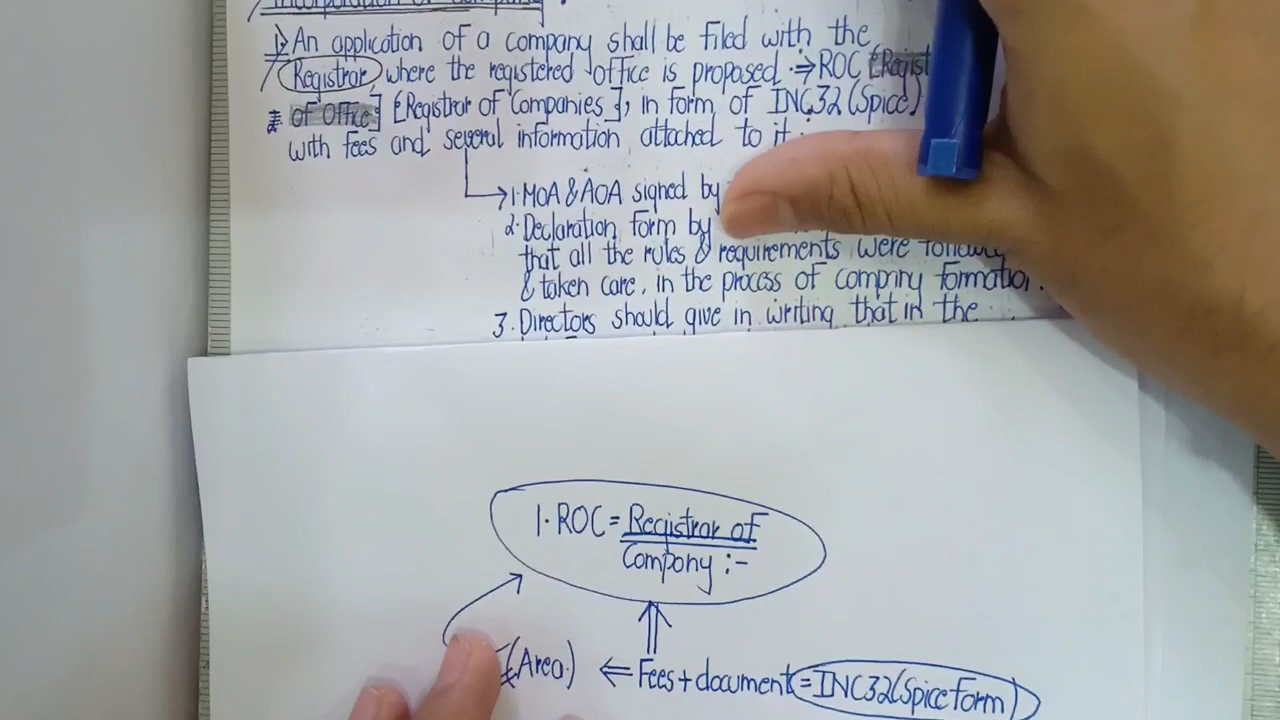 Incorporation of Company :
1> An application of a company shall be filed with the
Registrar where the registered office is proposed ⇒ ROC [Regist
of Office] [Registrar of Companies], in form of INC32 (Spice)
with fees and several information attached to it.
1. MOA & AOA signed by
2. Declaration form by
that all the rules & requirements were
& taken care, in the process of company formation.
3. Directors should give in writing that in the
1. ROC = Registrar of
Compony :-
(Area.) ⇐ Fees + document = INC32 (Spice Form)